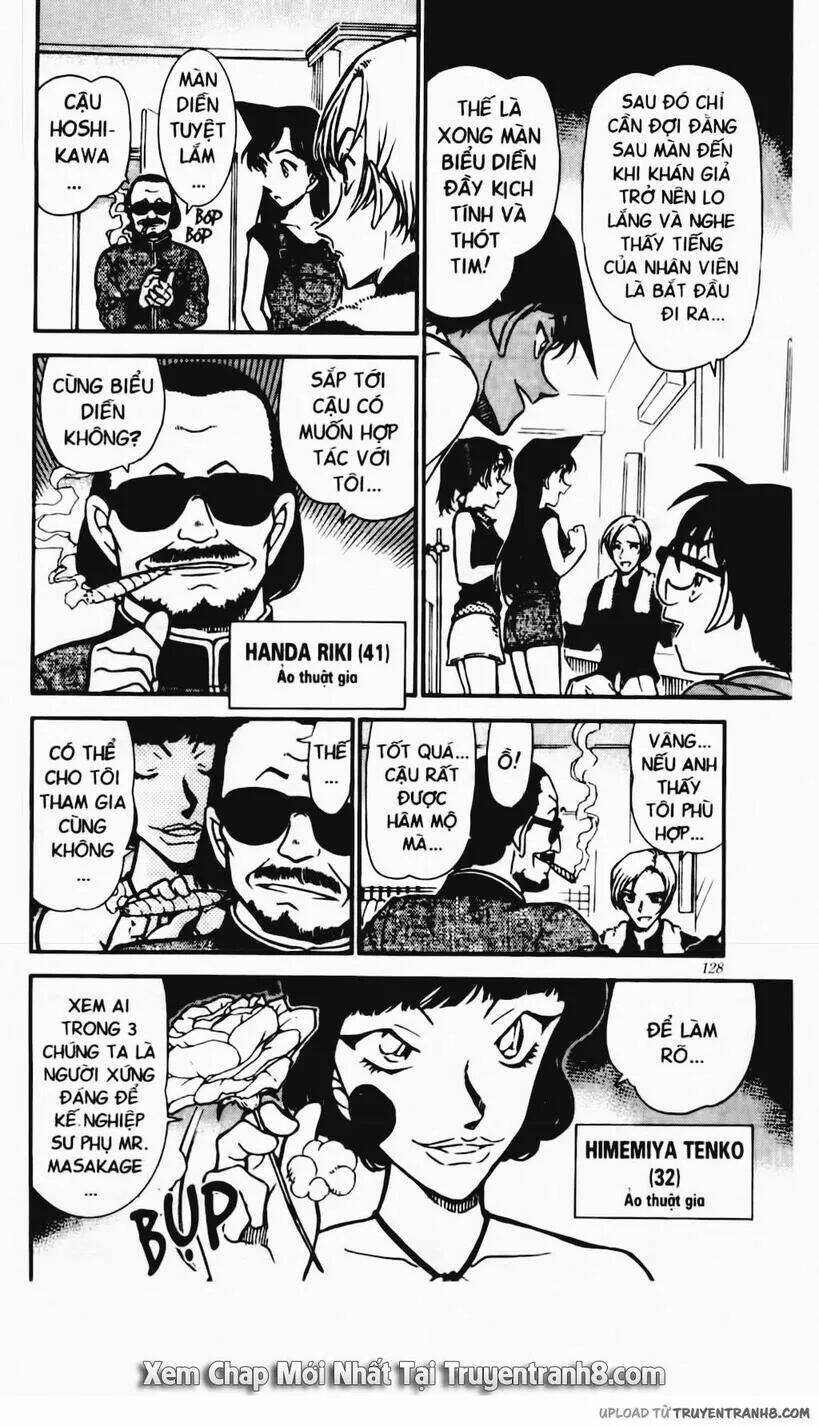 SAU ĐÓ CHỈ
CẦN ĐỢI ĐẰNG
SAU MÀN ĐẾN
KHI KHÁN GIẢ
TRỞ NÊN LO
LẮNG VÀ NGHE
THẤY TIẾNG
CỦA NHÂN VIÊN
LÀ BẮT ĐẦU
ĐI RA...
THẾ LÀ
XONG MÀN
BIỂU DIỄN
ĐẦY KỊCH
TÍNH VÀ
THÓT
TIM!
MÀN
DIỄN
TUYỆT
LẮM
...
BỐP
BỐP
CẬU
HOSHI-
KAWA
...
SẮP TỚI
CẬU CÓ
MUỐN HỢP
TÁC VỚI
TÔI...
CÙNG BIỂU
DIỄN
KHÔNG?
HANDA RIKI (41)
Ảo thuật gia
VÂNG...
NẾU ANH
THẤY
TÔI PHÙ
HỢP...
Ồ!
TỐT QUÁ...
CẬU RẤT
ĐƯỢC
HÂM MỘ
MÀ...
THẾ
...
CÓ THỂ
CHO TÔI
THAM GIA
CÙNG
KHÔNG
...
128
ĐỂ LÀM
RÕ...
HIMEMIYA TENKO
(32)
Ảo thuật gia
XEM AI
TRONG 3
CHÚNG TA LÀ
NGƯỜI XỨNG
ĐÁNG ĐỂ
KẾ NGHIỆP
SƯ PHỤ MR.
MASAKAGE
...
BỤP
Xem Chap Mới Nhất Tại Truyentranh8.com
UPLOAD TỪ TRUYENTRANH8.COM